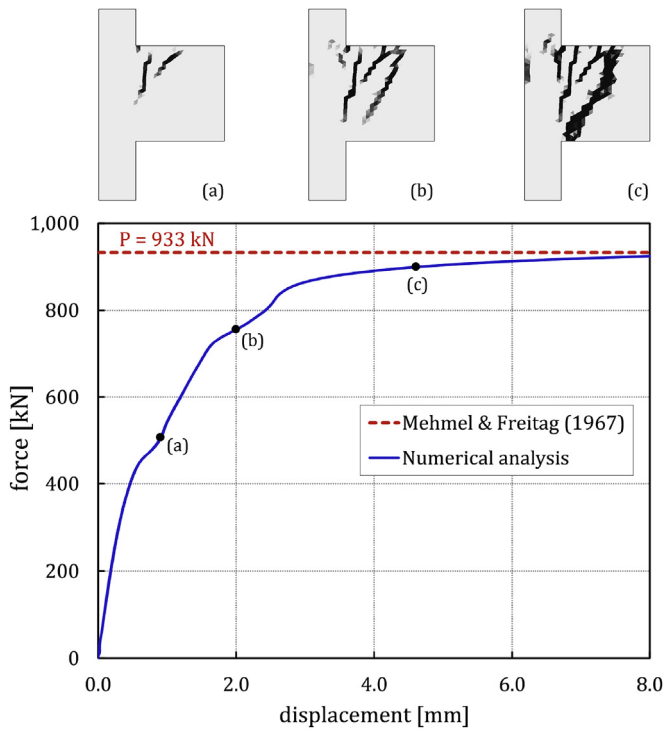 (a)
(b)
(c)
1,000
P = 933 kN
800
(c)
(b)
600
Mehmel & Freitag (1967)
(a)
Numerical analysis
force [kN]
400
200
0
0.0 2.0 4.0 6.0 8.0
displacement [mm]